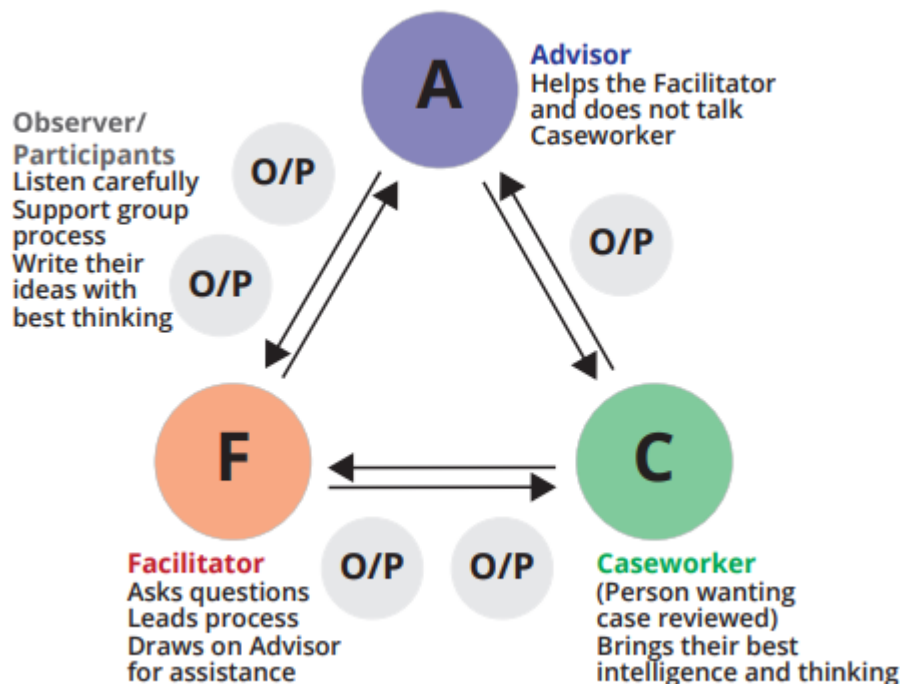 A
Advisor
Helps the Facilitator
and does not talk
Caseworker
Observer/
Participants
Listen carefully
Support group
process
Write their
ideas with
best thinking
O/P
O/P
O/P
F
C
Facilitator
Asks questions
Leads process
Draws on Advisor
for assistance
O/P
O/P
Caseworker
(Person wanting
case reviewed)
Brings their best
intelligence and thinking